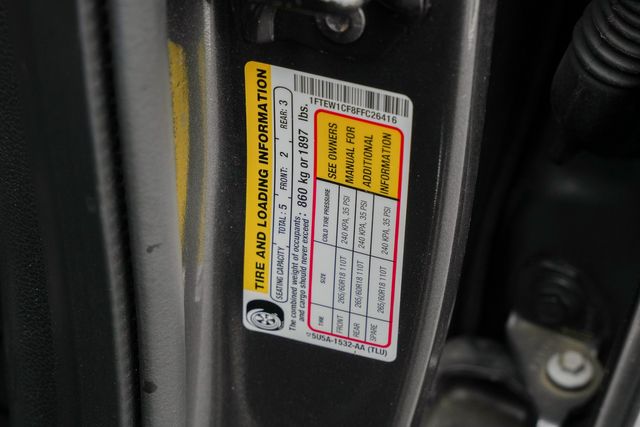 TIRE AND LOADING INFORMATION
SEATING CAPACITY TOTAL: 5 FRONT: 2 REAR: 3
The combined weight of occupants and cargo should never exceed: 860 kg or 1897 lbs.
TIRE SIZE COLD TIRE PRESSURE
FRONT 265/60R18 110T 240 KPA, 35 PSI
REAR 265/60R18 110T 240 KPA, 35 PSI
SPARE 265/60R18 110T 240 KPA, 35 PSI
SEE OWNERS
MANUAL FOR
ADDITIONAL
INFORMATION
5U5A-1532-AA (TLU)
1FTEW1CF8FFC26416